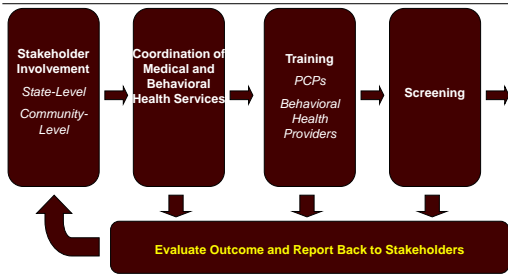 Stakeholder
Involvement
State-Level
Community-
Level
Coordination of
Medical and
Behavioral
Health Services
Training
PCPs
Behavioral
Health
Providers
Screening
Evaluate Outcome and Report Back to Stakeholders